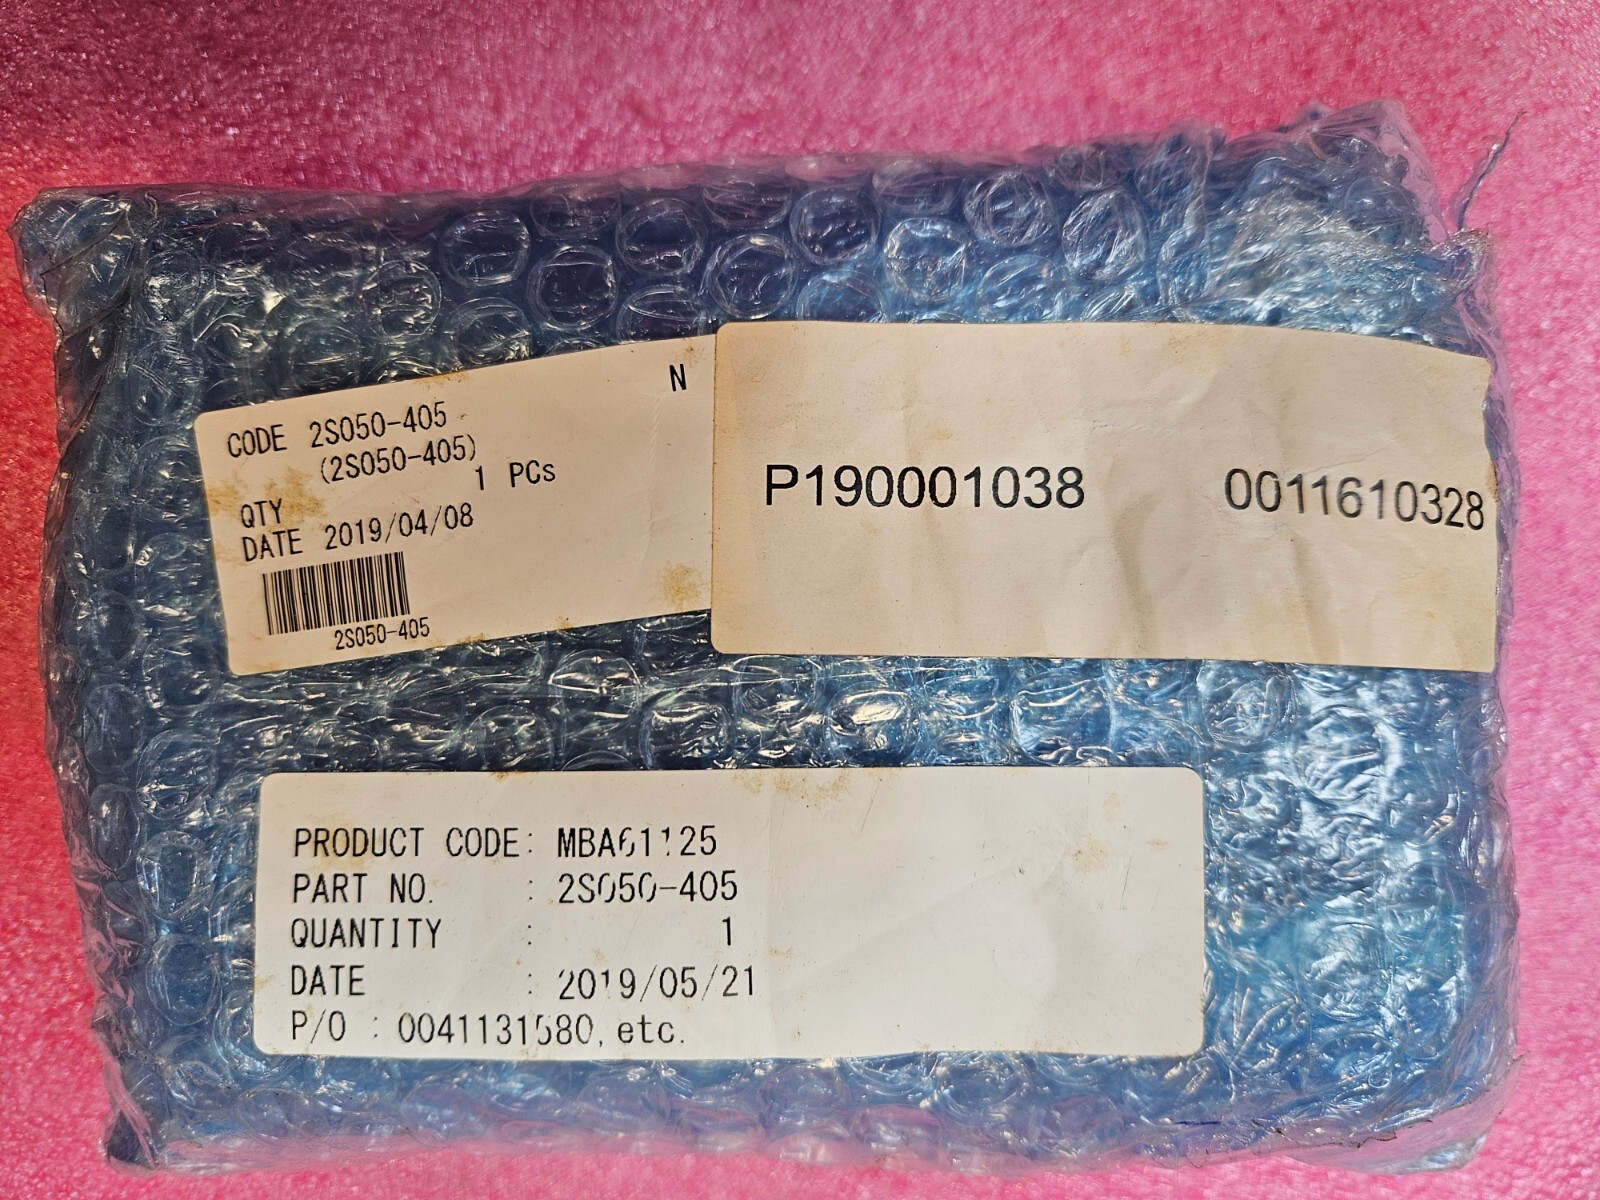 N
CODE 2S050-405
(2S050-405)
QTY 1 PCs
DATE 2019/04/08
2S050-405
P190001038 0011610328
PRODUCT CODE: MBA61125
PART NO. : 2S050-405
QUANTITY : 1
DATE : 2019/05/21
P/O : 0041131580, etc.